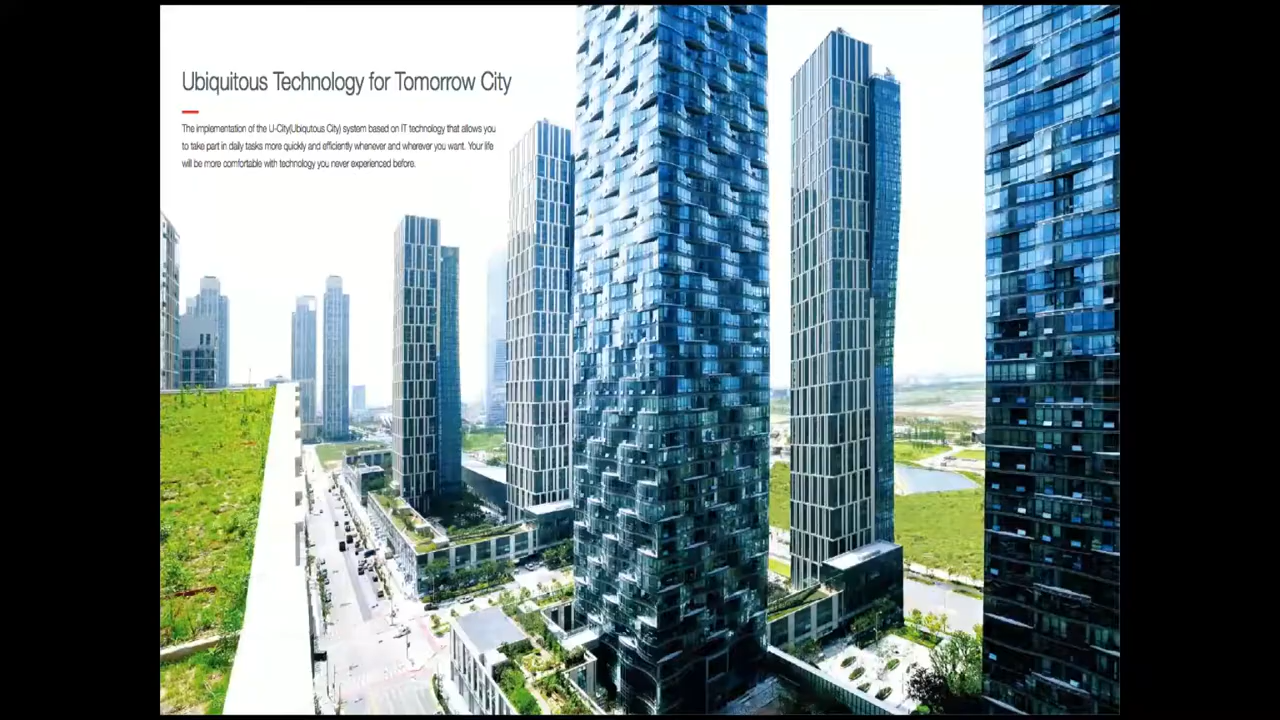 Ubiquitous Technology for Tomorrow City
The implementation of the U-City(Ubiqutous City) system based on IT technology that allows you
to take part in daily tasks more quickly and efficiently whenever and wherever you want. Your life
will be more comfortable with technology you never experienced before.